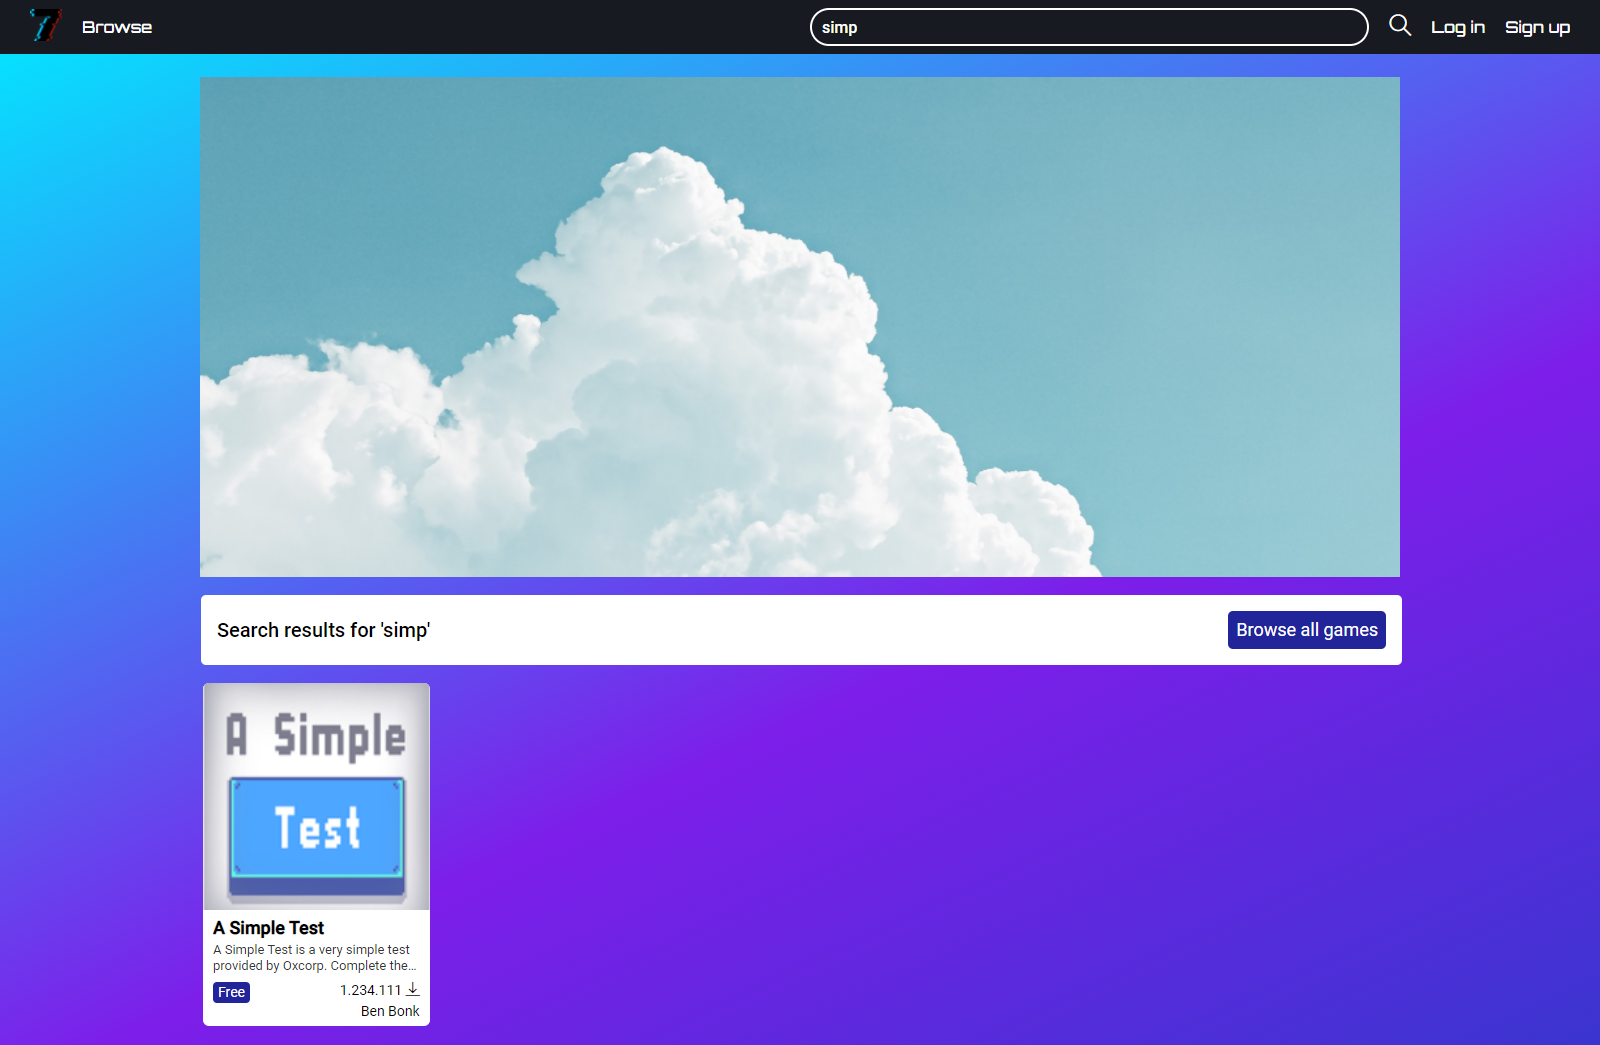 7 Browse simp Log in Sign up
Search results for 'simp' Browse all games
A Simple
Test
A Simple Test
A Simple Test is a very simple test
provided by Oxcorp. Complete the...
Free 1.234.111
Ben Bonk